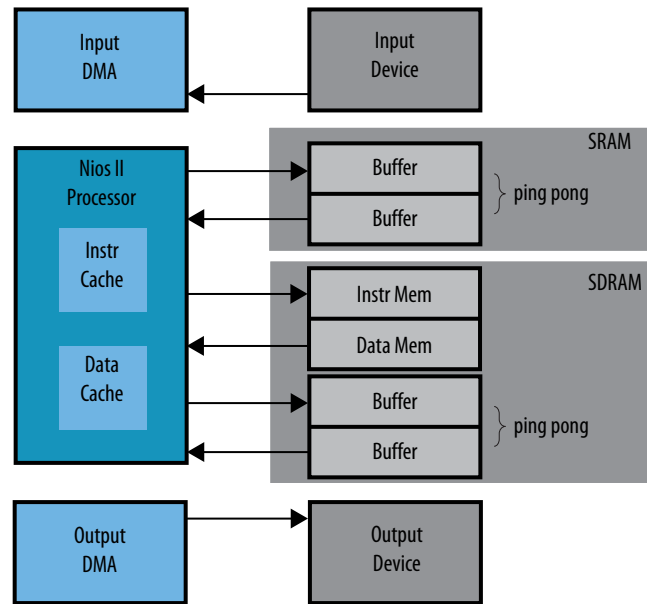 Input
DMA
Input
Device
SRAM
Nios II
Processor
Buffer
Buffer
ping pong
Instr
Cache
SDRAM
Instr Mem
Data Mem
Data
Cache
Buffer
Buffer
ping pong
Output
DMA
Output
Device